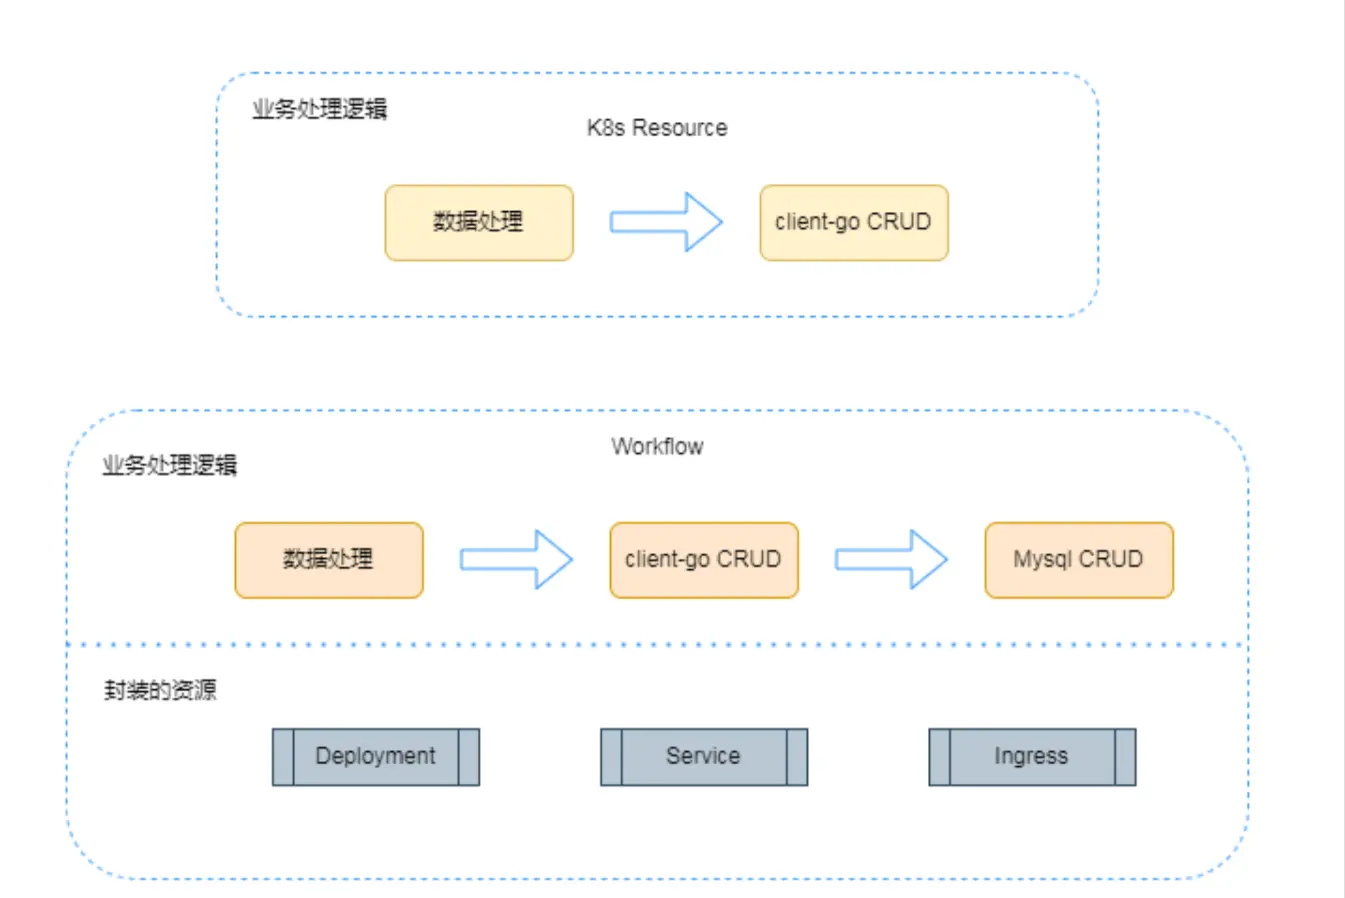 业务处理逻辑
K8s Resource
数据处理
client-go CRUD
Workflow
业务处理逻辑
数据处理
client-go CRUD
Mysql CRUD
封装的资源
Deployment
Service
Ingress